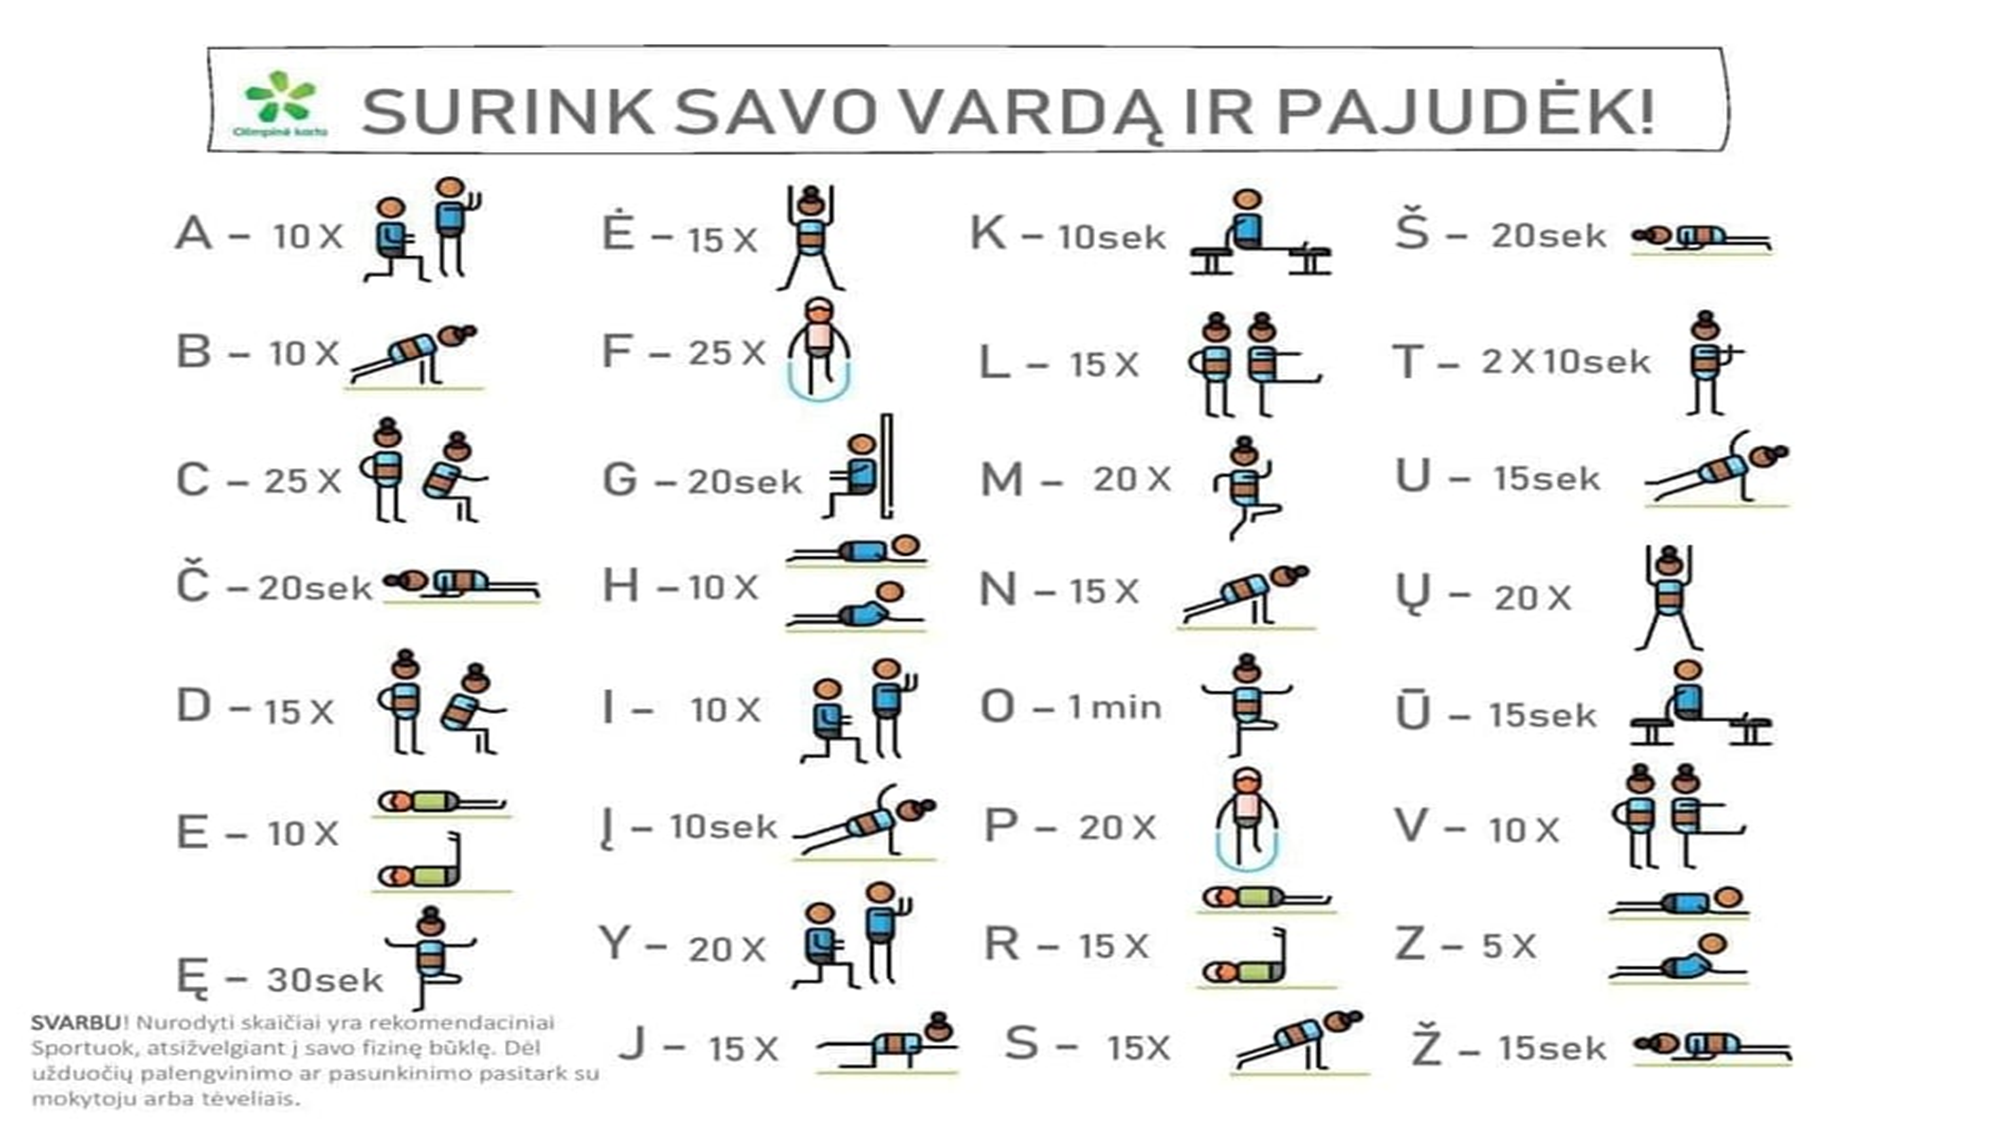 Olimpinė karta
SURINK SAVO VARDĄ IR PAJUDĖK!
A - 10 X
B - 10 X
C - 25 X
Č - 20sek
D - 15 X
E - 10 X
Ę - 30sek
Ė - 15 X
F - 25 X
G - 20sek
H - 10 X
I - 10 X
Į - 10sek
Y - 20 X
J - 15 X
K - 10sek
L - 15 X
M - 20 X
N - 15 X
O - 1 min
P - 20 X
R - 15 X
S - 15X
Š - 20sek
T - 2 X 10sek
U - 15sek
Ų - 20 X
Ū - 15sek
V - 10 X
Z - 5 X
Ž - 15sek
SVARBU! Nurodyti skaičiai yra rekomendaciniai
Sportuok, atsižvelgiant į savo fizinę būklę. Dėl
užduočių palengvinimo ar pasunkinimo pasitark su
mokytoju arba tėveliais.